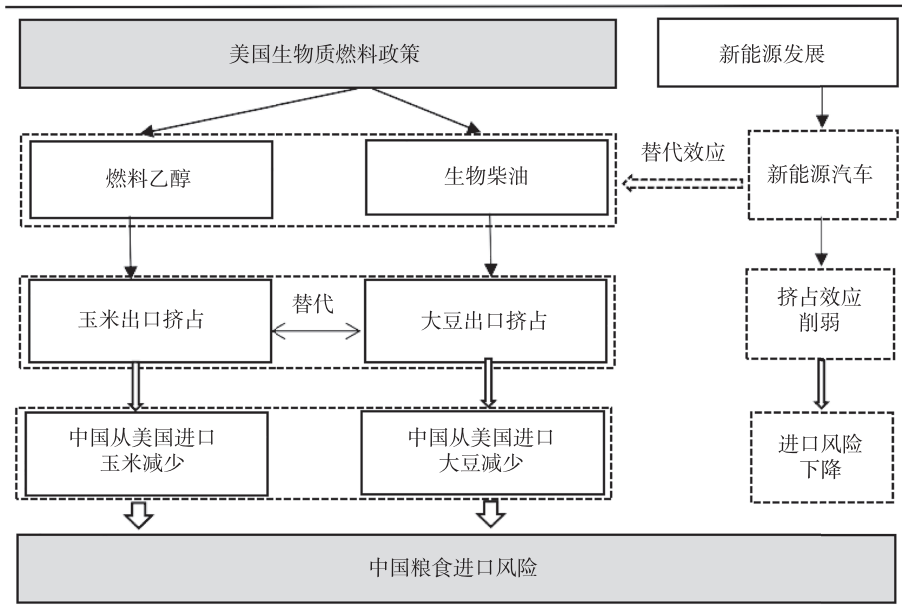 美国生物质燃料政策
新能源发展
燃料乙醇
生物柴油
替代效应
新能源汽车
玉米出口挤占
替代
大豆出口挤占
挤占效应
削弱
中国从美国进口
玉米减少
中国从美国进口
大豆减少
进口风险
下降
中国粮食进口风险